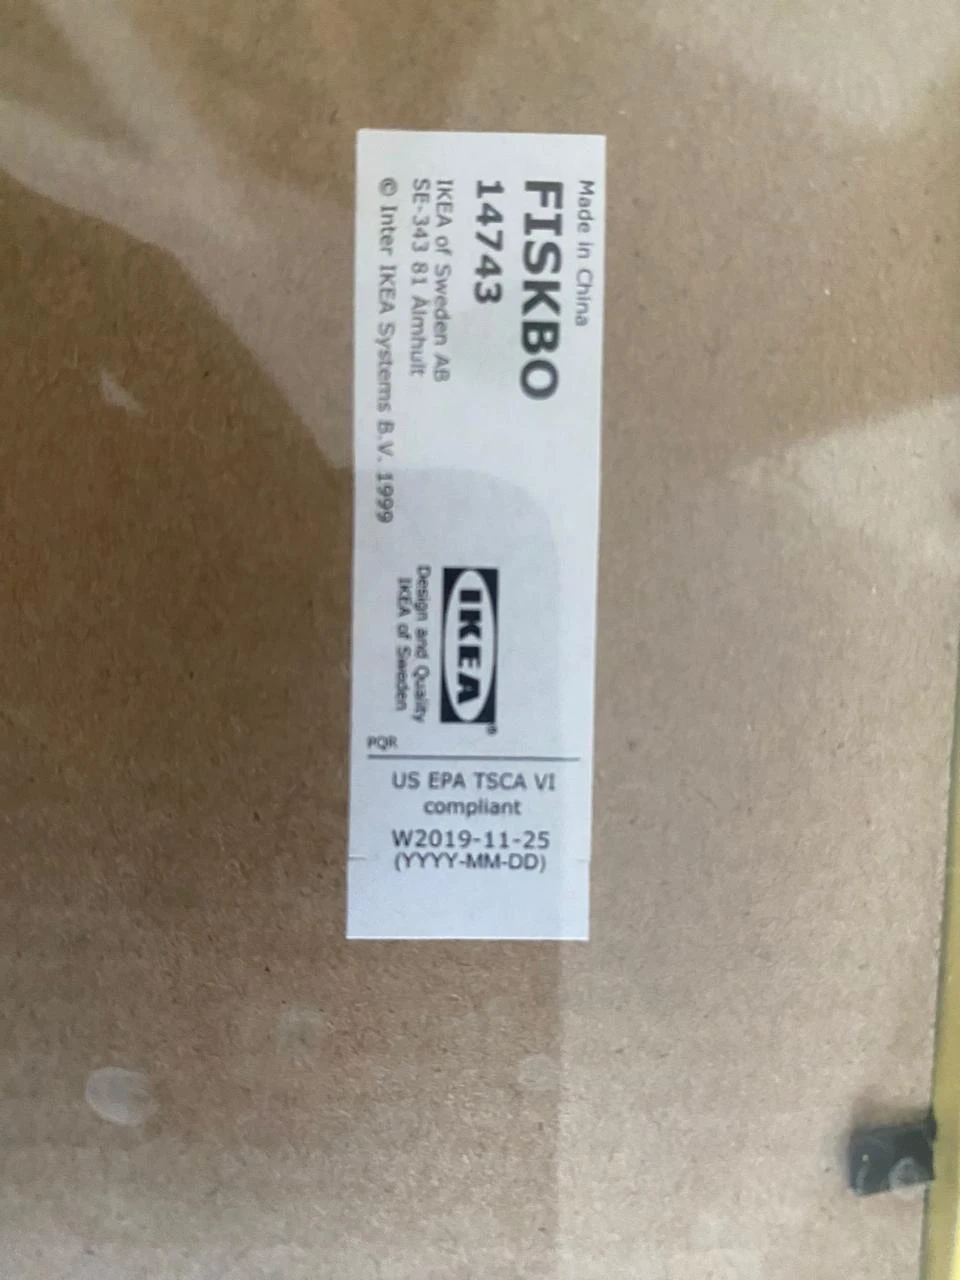 Made in China
FISKBO
14743
IKEA of Sweden AB
SE-343 81 Älmhult
© Inter IKEA Systems B.V. 1999
IKEA®
Design and Quality
IKEA of Sweden
PQR
US EPA TSCA VI
compliant
W2019-11-25
(YYYY-MM-DD)